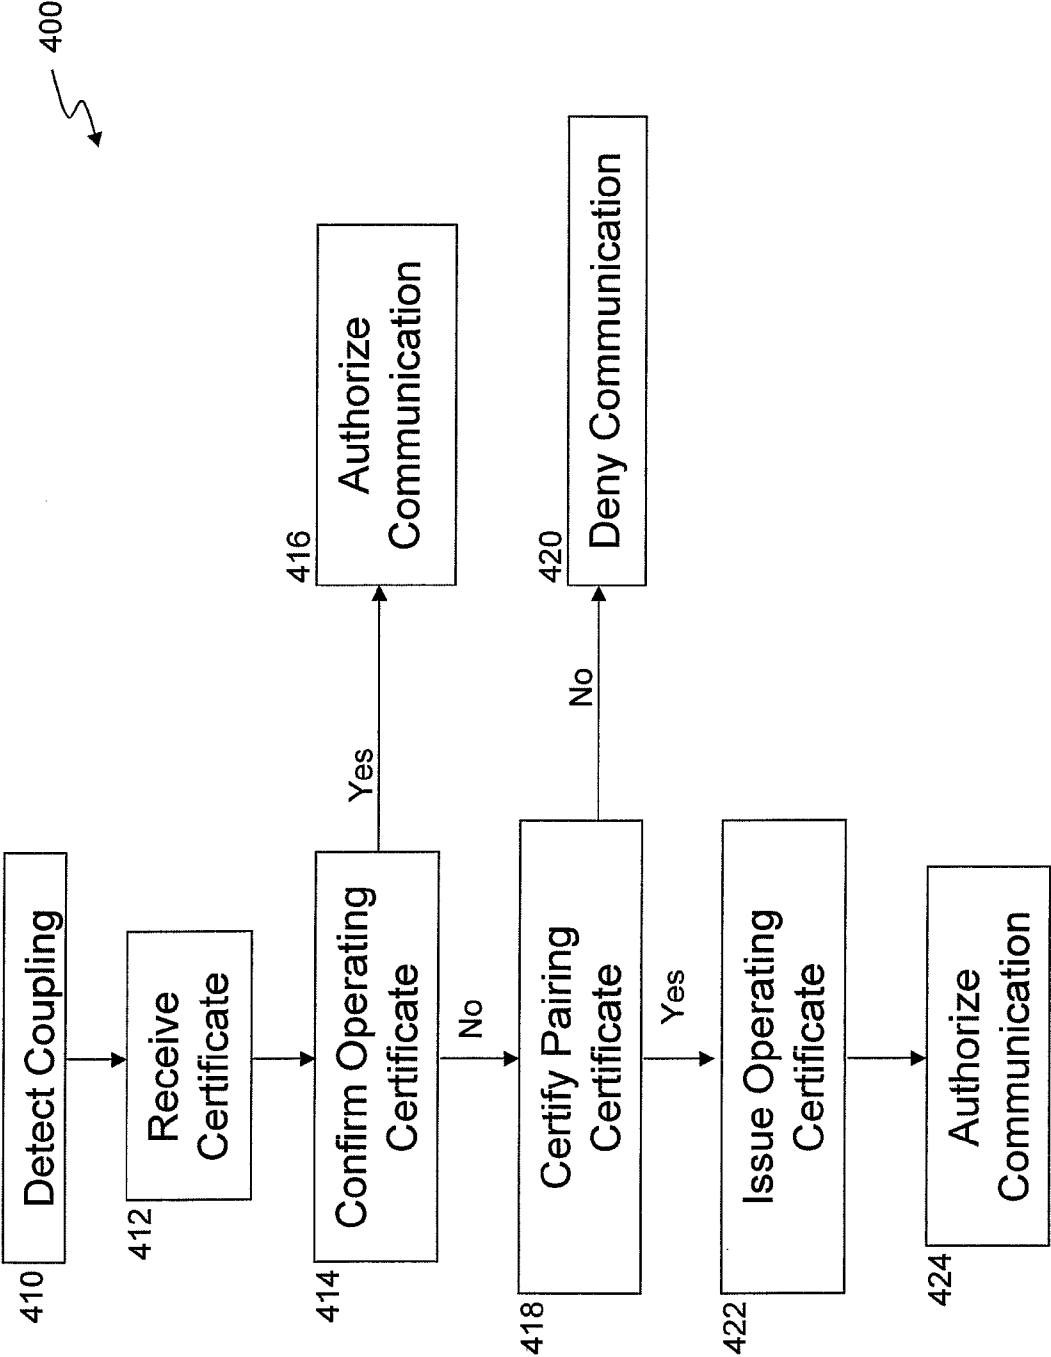 400
410
Detect Coupling
412
Receive
Certificate
414
Confirm Operating
Certificate
Yes
416
Authorize
Communication
No
418
Certify Pairing
Certificate
No
420
Deny Communication
Yes
422
Issue Operating
Certificate
424
Authorize
Communication